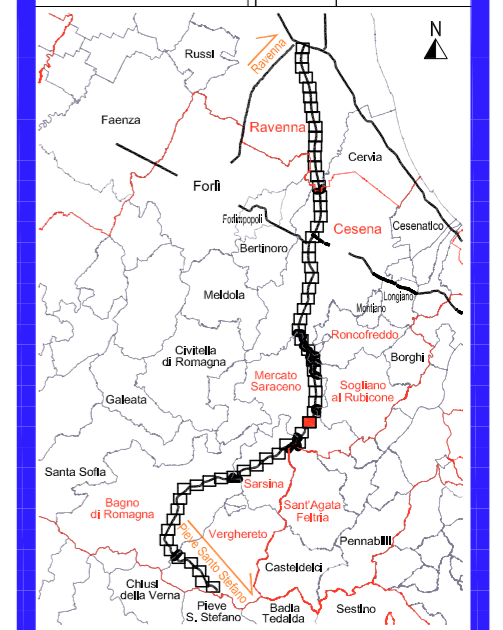 N
Russi
Ravenna
Faenza
Ravenna
Cervia
Forlì
Forlimpopoli
Cesena
Cesenatico
Bertinoro
Meldola
Longiano
Montiano
Roncofreddo
Civitella
di Romagna
Borghi
Mercato
Saraceno
Sogliano
al Rubicone
Galeata
Santa Sofia
Sarsina
Bagno
di Romagna
Sant'Agata
Feltria
Verghereto
Pennabilli
Pieve Santo Stefano
Casteldelci
Chiusi
della Verna
Pieve
S. Stefano
Badia
Tedalda
Sestino